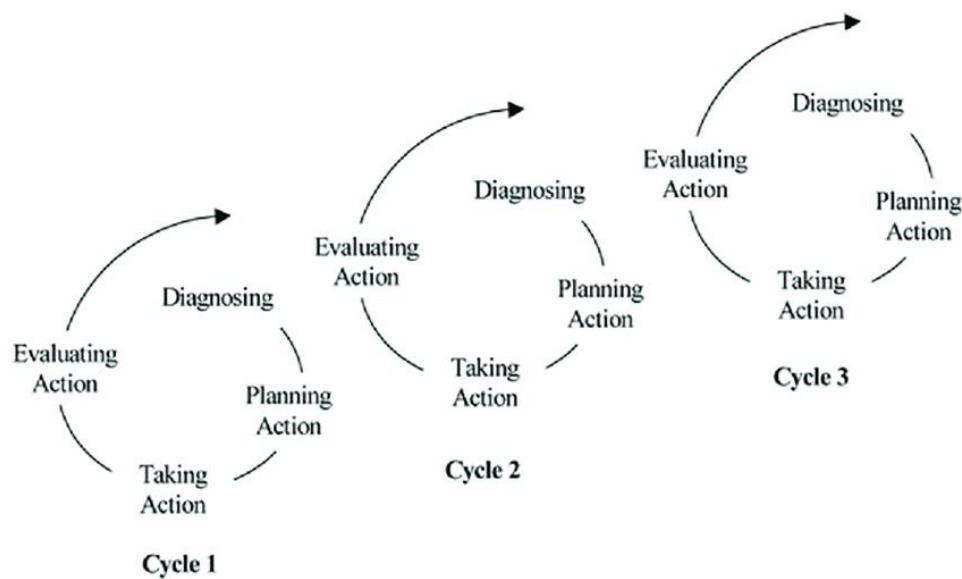 Diagnosing
Planning
Action
Taking
Action
Evaluating
Action
Cycle 1
Diagnosing
Planning
Action
Taking
Action
Evaluating
Action
Cycle 2
Diagnosing
Planning
Action
Taking
Action
Evaluating
Action
Cycle 3